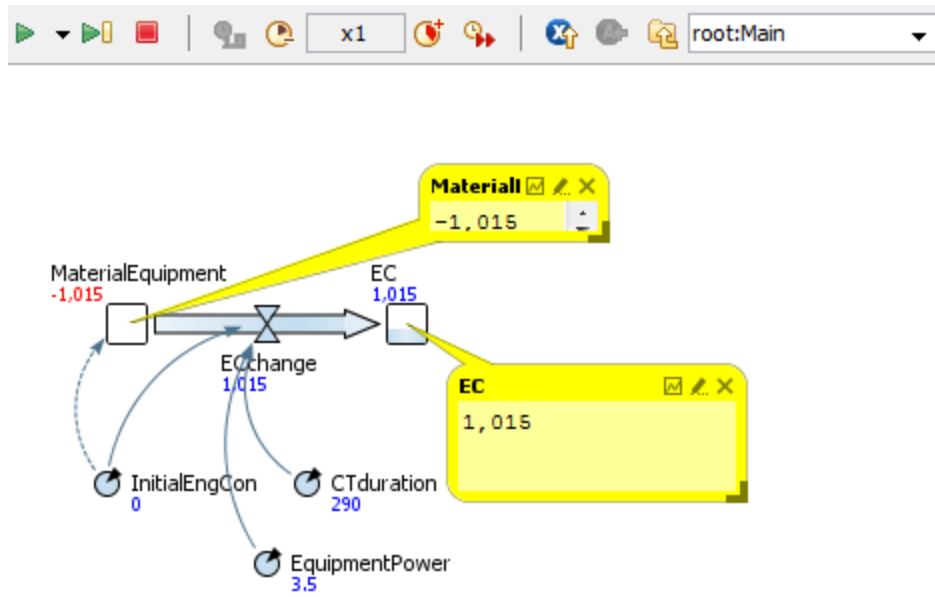 x1
root:Main
MaterialI
-1,015
MaterialEquipment
-1,015
EC
1,015
ECchange
1,015
EC
1,015
InitialEngCon
0
CTduration
290
EquipmentPower
3.5